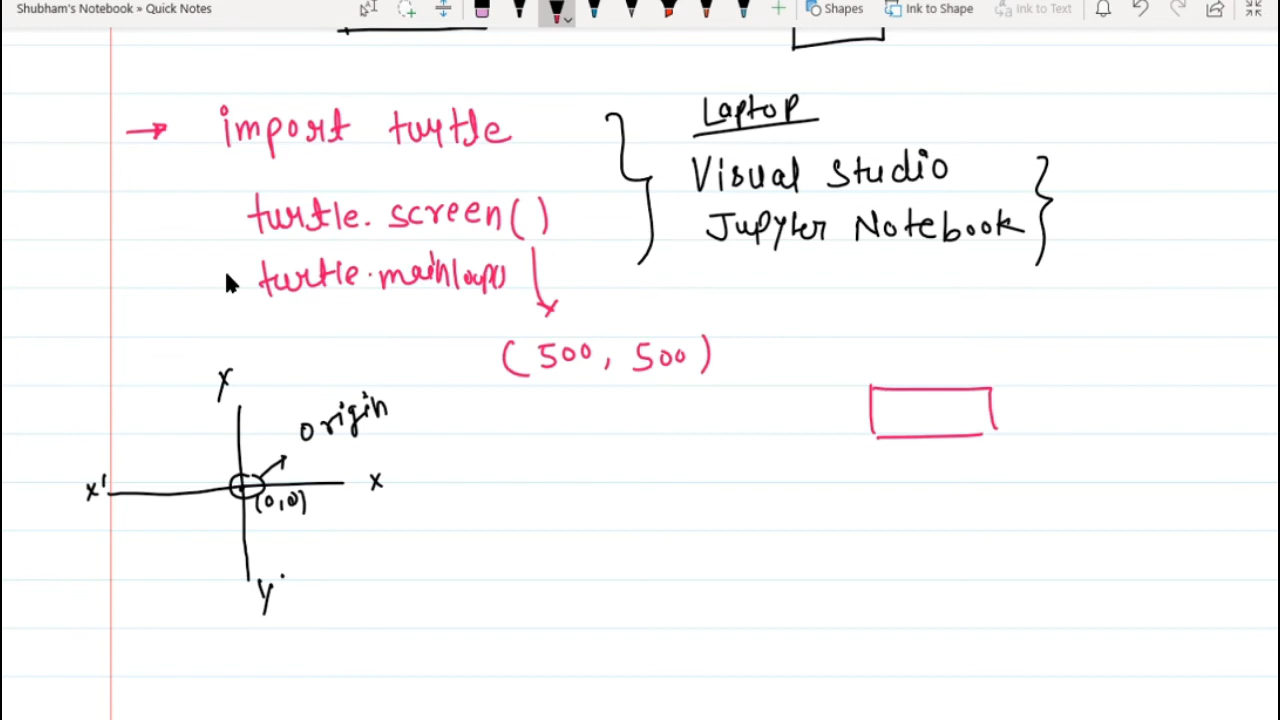 Shubham's Notebook » Quick Notes
Shapes
Ink to Shape
Ink to Text
→ import turtle
turtle. screen()
turtle.mainloop()
Laptop
Visual Studio
Jupyter Notebook
(500, 500)
Y
origin
x'
x
(0,0)
y'